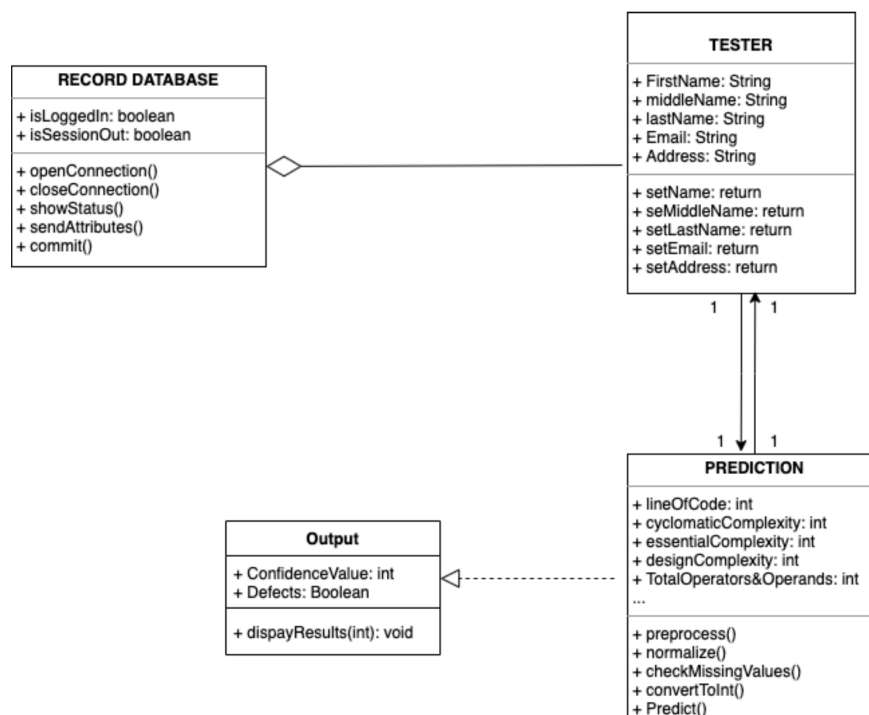 RECORD DATABASE
+ isLoggedIn: boolean
+ isSessionOut: boolean
+ openConnection()
+ closeConnection()
+ showStatus()
+ sendAttributes()
+ commit()
TESTER
+ FirstName: String
+ middleName: String
+ lastName: String
+ Email: String
+ Address: String
+ setName: return
+ seMiddleName: return
+ setLastName: return
+ setEmail: return
+ setAddress: return
1 1
1 1
PREDICTION
+ lineOfCode: int
+ cyclomaticComplexity: int
+ essentialComplexity: int
+ designComplexity: int
+ TotalOperators&Operands: int
...
+ preprocess()
+ normalize()
+ checkMissingValues()
+ convertToInt()
+ Predict()
Output
+ ConfidenceValue: int
+ Defects: Boolean
+ dispayResults(int): void